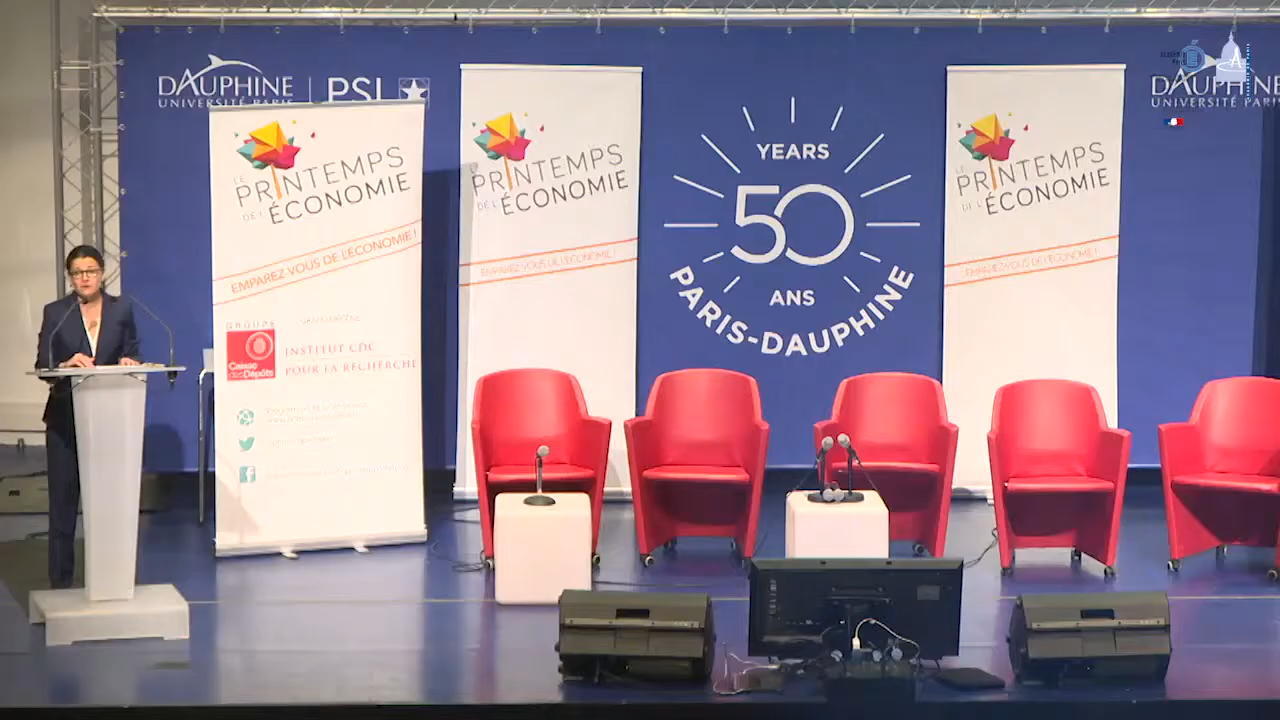 DAUPHINE
UNIVERSITÉ PARIS
PSL
LE
PRINTEMPS
DE L'ÉCONOMIE
EMPAREZ VOUS DE L'ÉCONOMIE !
GROUPE
Caisse
des Dépôts
INSTITUT CDC
POUR LA RECHERCHE
LE
PRINTEMPS
DE L'ÉCONOMIE
EMPAREZ VOUS DE L'ÉCONOMIE !
YEARS
50
ANS
PARIS-DAUPHINE
LE
PRINTEMPS
DE L'ÉCONOMIE
EMPAREZ VOUS DE L'ÉCONOMIE !
DAUPHINE
UNIVERSITÉ PARIS